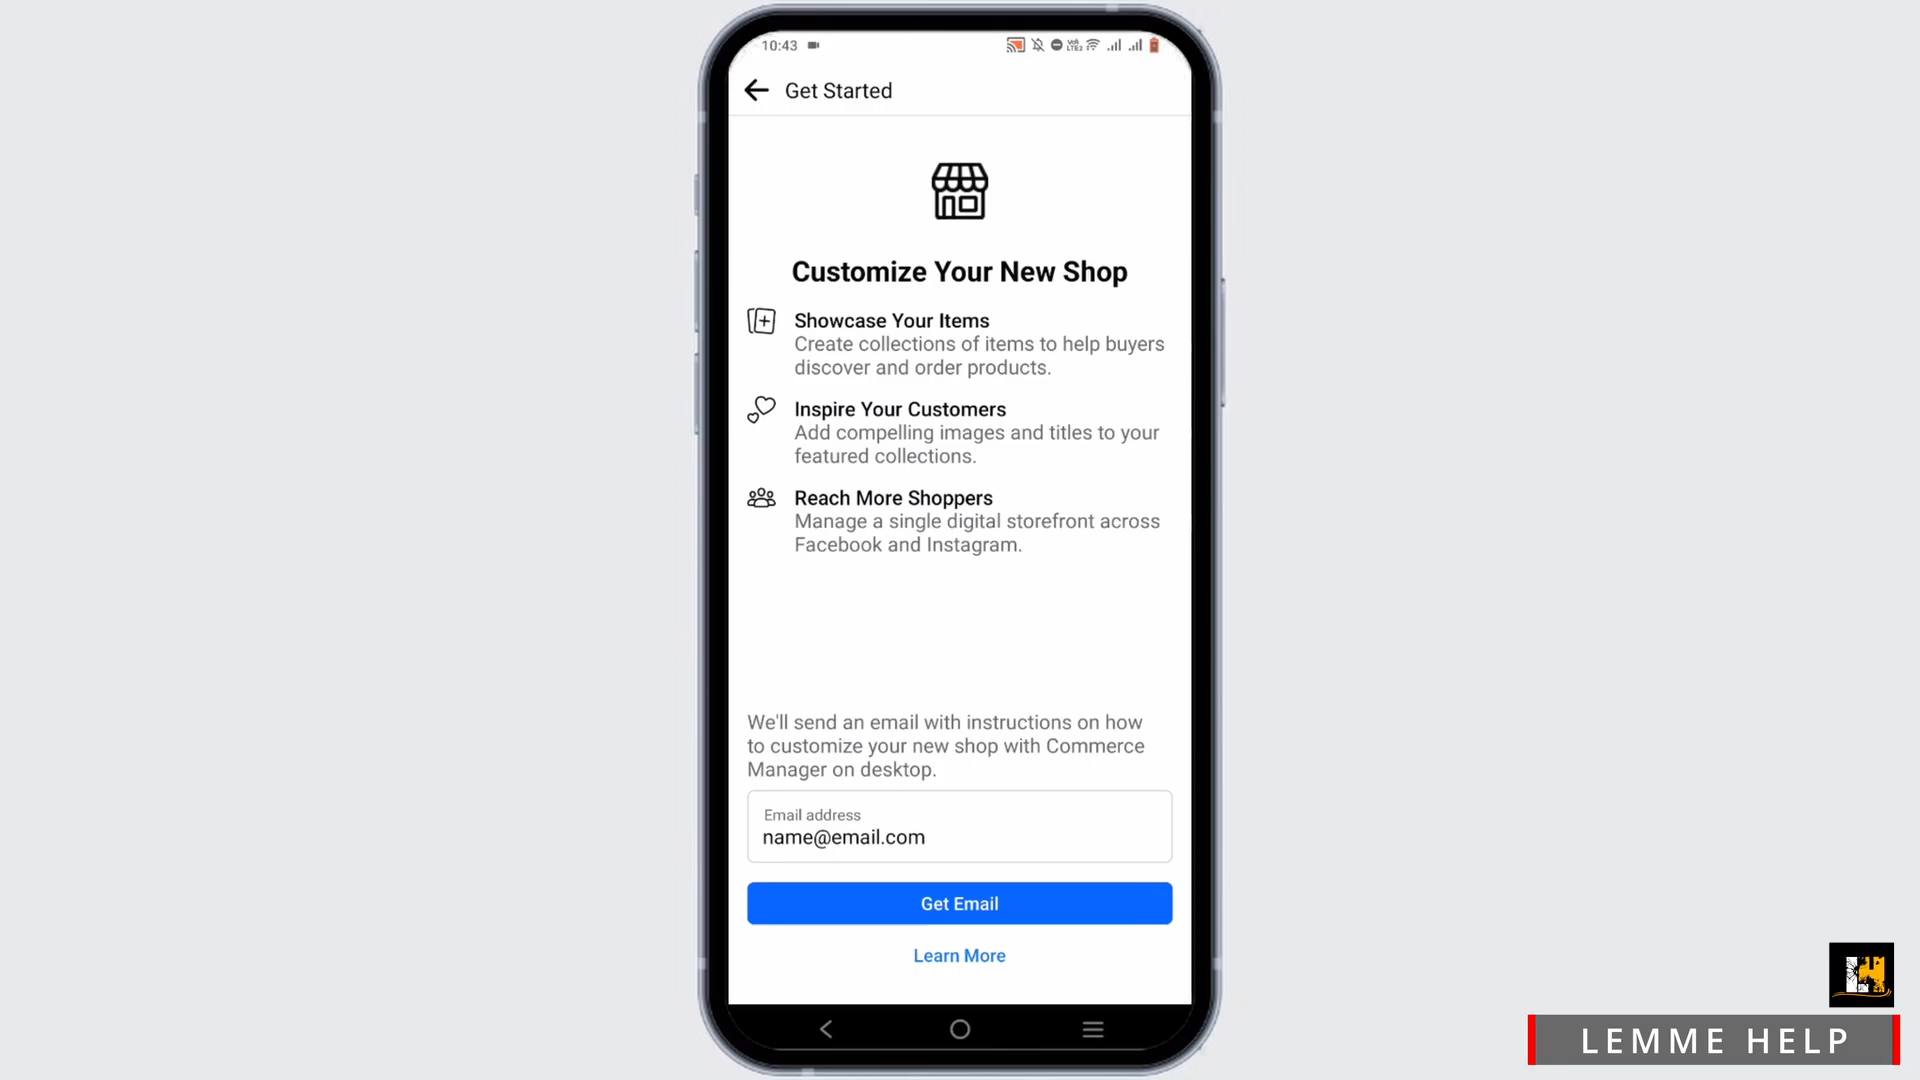 10:43
Get Started
Customize Your New Shop
Showcase Your Items
Create collections of items to help buyers
discover and order products.
Inspire Your Customers
Add compelling images and titles to your
featured collections.
Reach More Shoppers
Manage a single digital storefront across
Facebook and Instagram.
We'll send an email with instructions on how
to customize your new shop with Commerce
Manager on desktop.
Email address
name@email.com
Get Email
Learn More
LEMME HELP